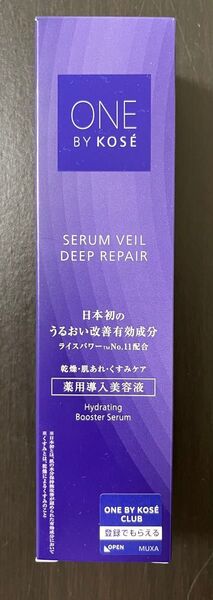 ONE
BY KOSÉ
SERUM VEIL
DEEP REPAIR
日本初の
うるおい改善有効成分
ライスパワー™No.11配合
乾燥・肌あれ・くすみケア
薬用導入美容液
Hydrating
Booster Serum
ONE BY KOSÉ
CLUB
登録でもらえる
OPEN MUXA